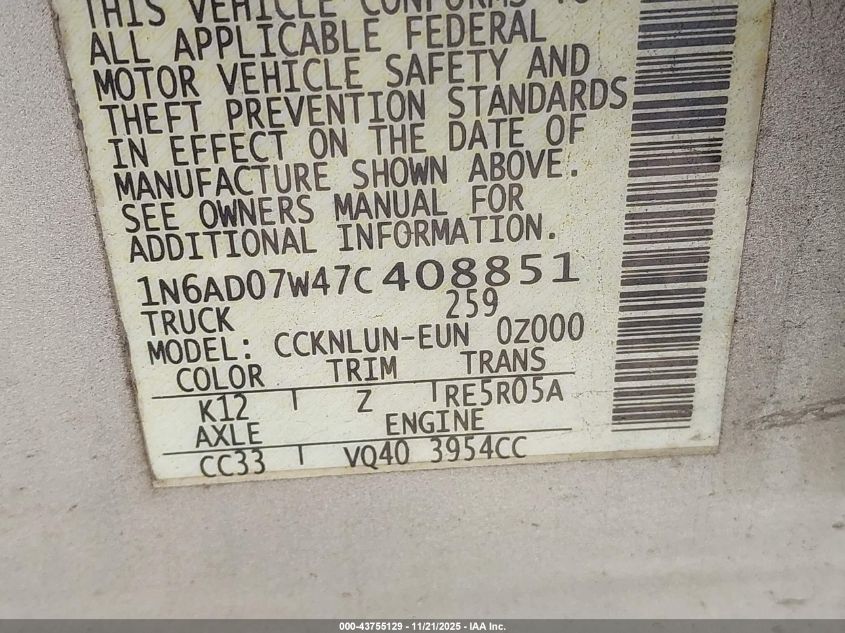 THIS VEHICLE CONFORMS TO
ALL APPLICABLE FEDERAL
MOTOR VEHICLE SAFETY AND
THEFT PREVENTION STANDARDS
IN EFFECT ON THE DATE OF
MANUFACTURE SHOWN ABOVE.
SEE OWNERS MANUAL FOR
ADDITIONAL INFORMATION.
1N6AD07W47C408851
TRUCK 259
MODEL: CCKNLUN-EUN 0Z000
COLOR TRIM TRANS
K12 Z RE5R05A
AXLE ENGINE
CC33 VQ40 3954CC
000-43755129 - 11/21/2025 - IAA Inc.